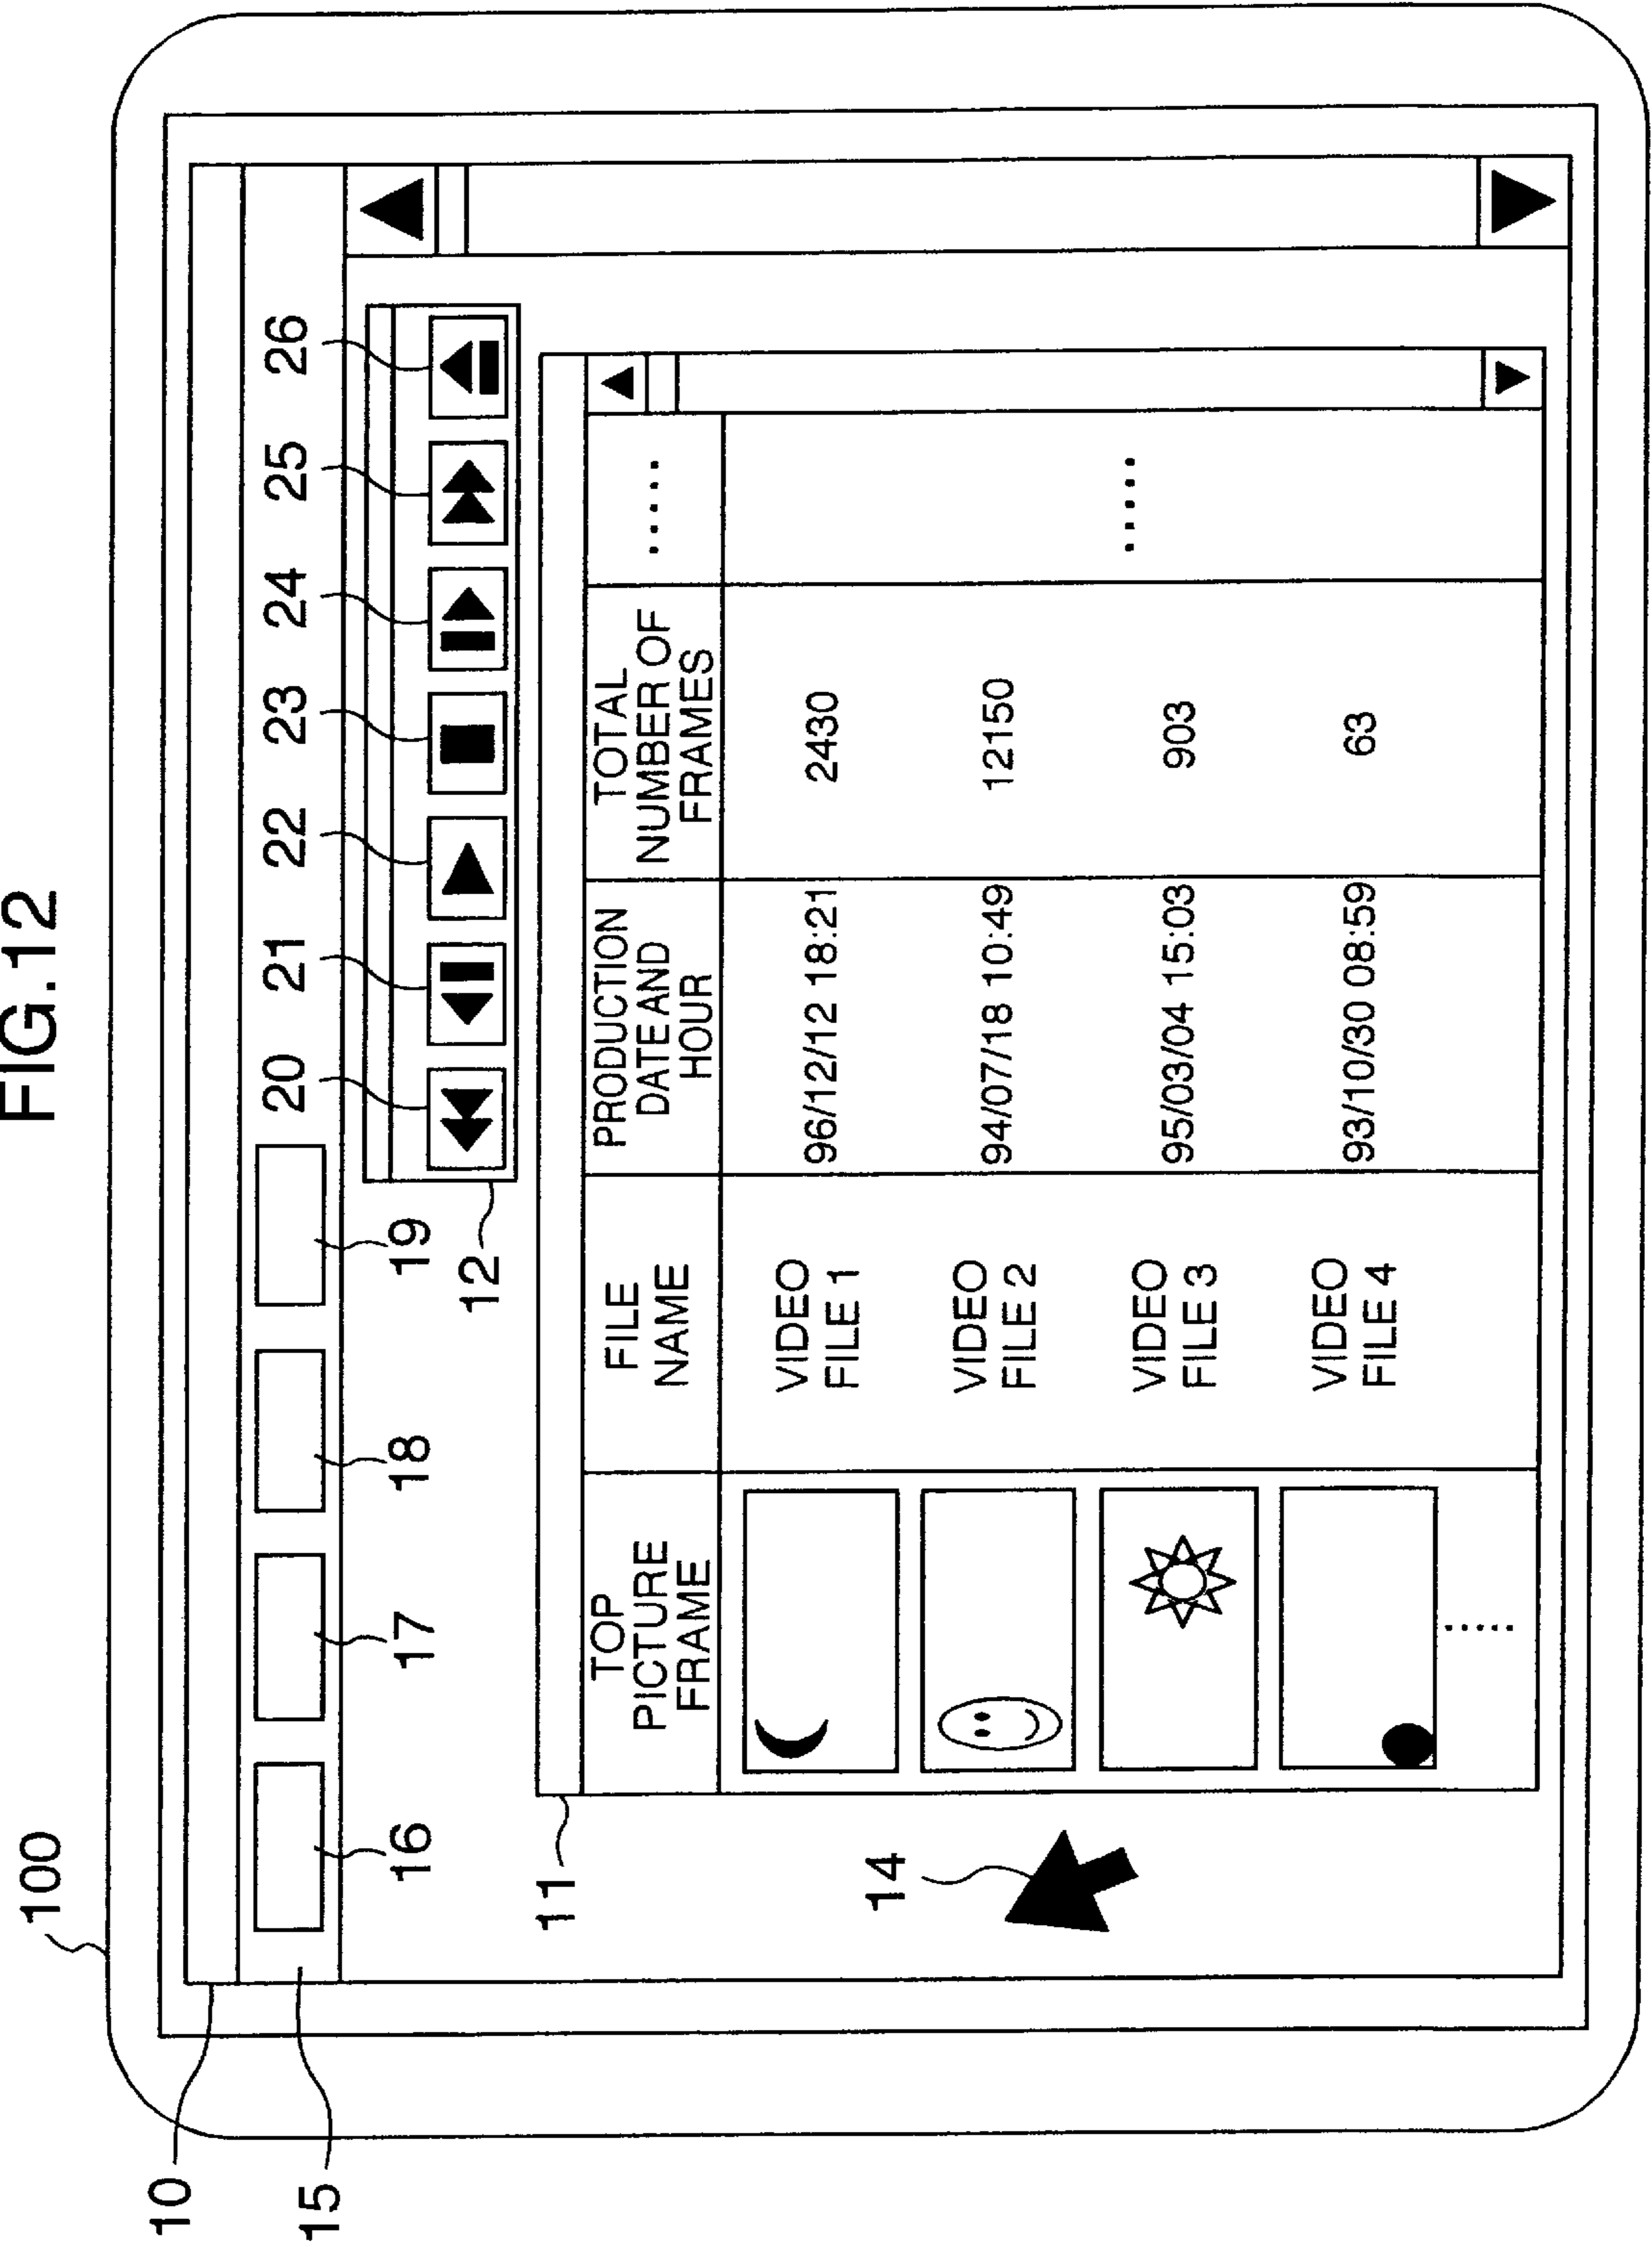 FIG.12
100
10
15
16
17
18
19
20
21
22
23
24
25
26
12
11
14
TOP
PICTURE
FRAME
FILE
NAME
PRODUCTION
DATE AND
HOUR
TOTAL
NUMBER OF
FRAMES
.....
VIDEO
FILE 1
96/12/12 18:21
2430
VIDEO
FILE 2
94/07/18 10:49
12150
.....
VIDEO
FILE 3
95/03/04 15:03
903
VIDEO
FILE 4
93/10/30 08:59
63
.....